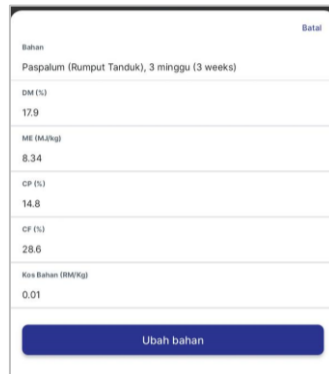 Batal
Bahan
Paspalum (Rumput Tanduk), 3 minggu (3 weeks)
DM (%)
17.9
ME (MJ/kg)
8.34
CP (%)
14.8
CF (%)
28.6
Kos Bahan (RM/Kg)
0.01
Ubah bahan